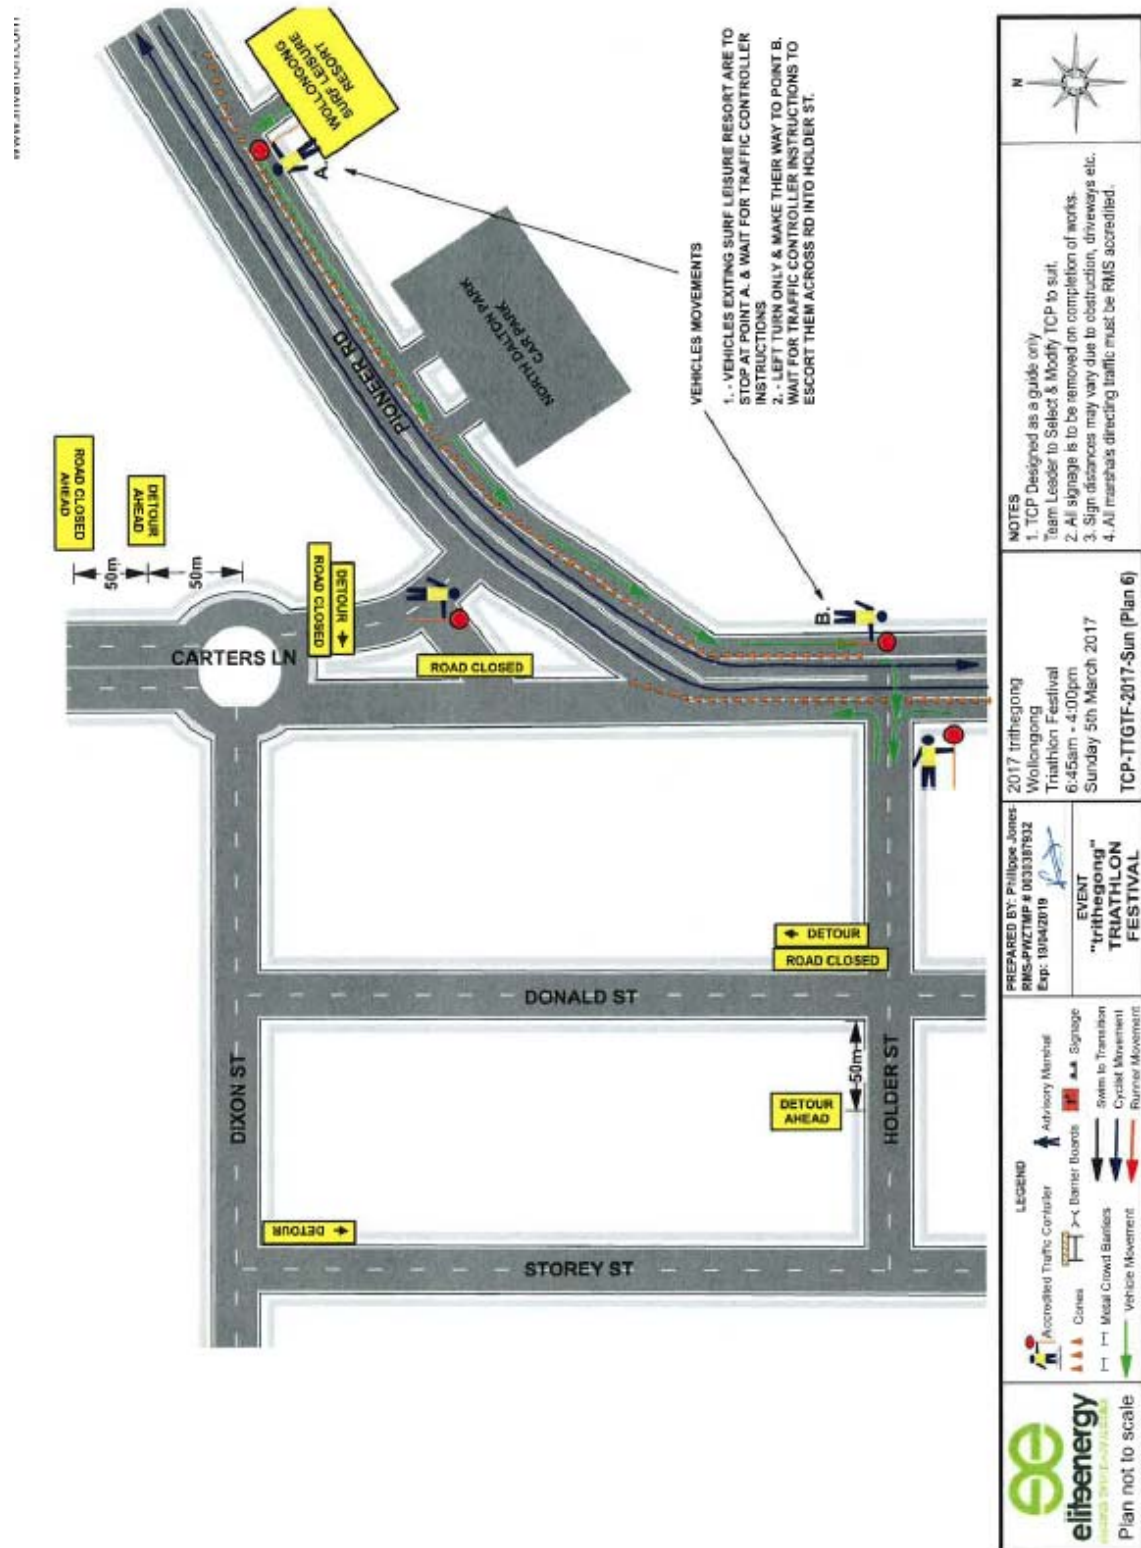 WOLLONGONG
SURF LEISURE
RESORT
A.
NORTH DALTON PARK
CAR PARK
PIONEER RD
VEHICLES MOVEMENTS
1. - VEHICLES EXITING SURF LEISURE RESORT ARE TO
STOP AT POINT A. & WAIT FOR TRAFFIC CONTROLLER
INSTRUCTIONS
2. - LEFT TURN ONLY & MAKE THEIR WAY TO POINT B.
WAIT FOR TRAFFIC CONTROLLER INSTRUCTIONS TO
ESCORT THEM ACROSS RD INTO HOLDER ST.
ROAD CLOSED
AHEAD
DETOUR
AHEAD
50m
50m
DETOUR
ROAD CLOSED
CARTERS LN
ROAD CLOSED
B.
DETOUR
ROAD CLOSED
DONALD ST
DIXON ST
50m
DETOUR
AHEAD
HOLDER ST
DETOUR
STOREY ST
eliteenergy
Plan not to scale
LEGEND
Accredited Traffic Contoller
Advisory Marshal
Cones
Barrier Boards
Signage
Metal Crowd Barriers
Swim to Transition
Vehicle Movement
Cyclist Movement
Runner Movement
PREPARED BY: Philippe Jones
RMS-PWZTMP # 0030387932
Exp: 19/04/2019
EVENT
"trithegong"
TRIATHLON
FESTIVAL
2017 trithegong
Wollongong
Triathlon Festival
6:45am - 4:00pm
Sunday 5th March 2017
TCP-TTGTF-2017-Sun (Plan 6)
NOTES
1. TCP Designed as a guide only
Team Leader to Select & Modify TCP to suit.
2. All signage is to be removed on completion of works.
3. Sign distances may vary due to obstruction, driveways etc.
4. All marshals directing traffic must be RMS accredited.
N